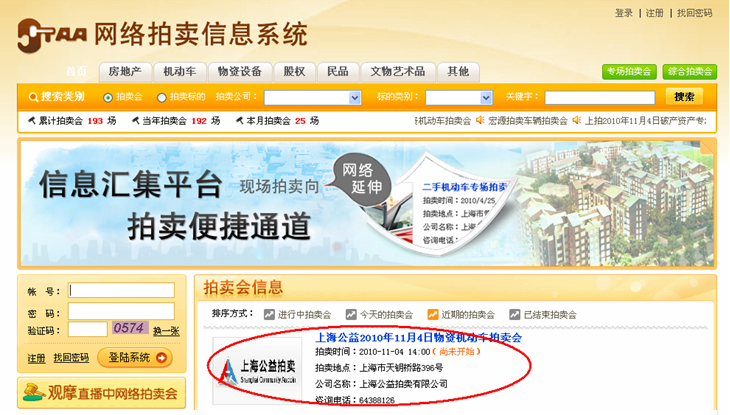 登录 | 注册 | 找回密码
STAA 网络拍卖信息系统
首页 房地产 机动车 物资设备 股权 民品 文物艺术品 其他 专场拍卖会 综合拍卖会
搜索类别 拍卖会 拍卖标的 拍卖公司： 标的类别： 关键字： 搜索
累计拍卖会 193 场 当年拍卖会 192 场 本月拍卖会 25 场 机动车拍卖会 宏源拍卖车辆拍卖会 上拍2010年11月4日破产资产专
信息汇集平台 现场拍卖向 网络延伸
拍卖便捷通道
二手机动车专场拍卖
拍卖时间：2010/4/25
拍卖地点：上海市
公司名称：上海
咨询电话：
帐 号：
密 码：
验证码： 0574 换一张
注册 找回密码 登陆系统
观摩直播中网络拍卖会
拍卖会信息
排序方式： 进行中拍卖会 今天的拍卖会 近期的拍卖会 已结束拍卖会
上海公益拍卖
Shanghai Community Auction
上海公益2010年11月4日物资机动车拍卖会
拍卖时间：2010-11-04 14:00 ( 尚未开始 )
拍卖地点：上海市天钥桥路396号
公司名称：上海公益拍卖有限公司
咨询电话：64388126